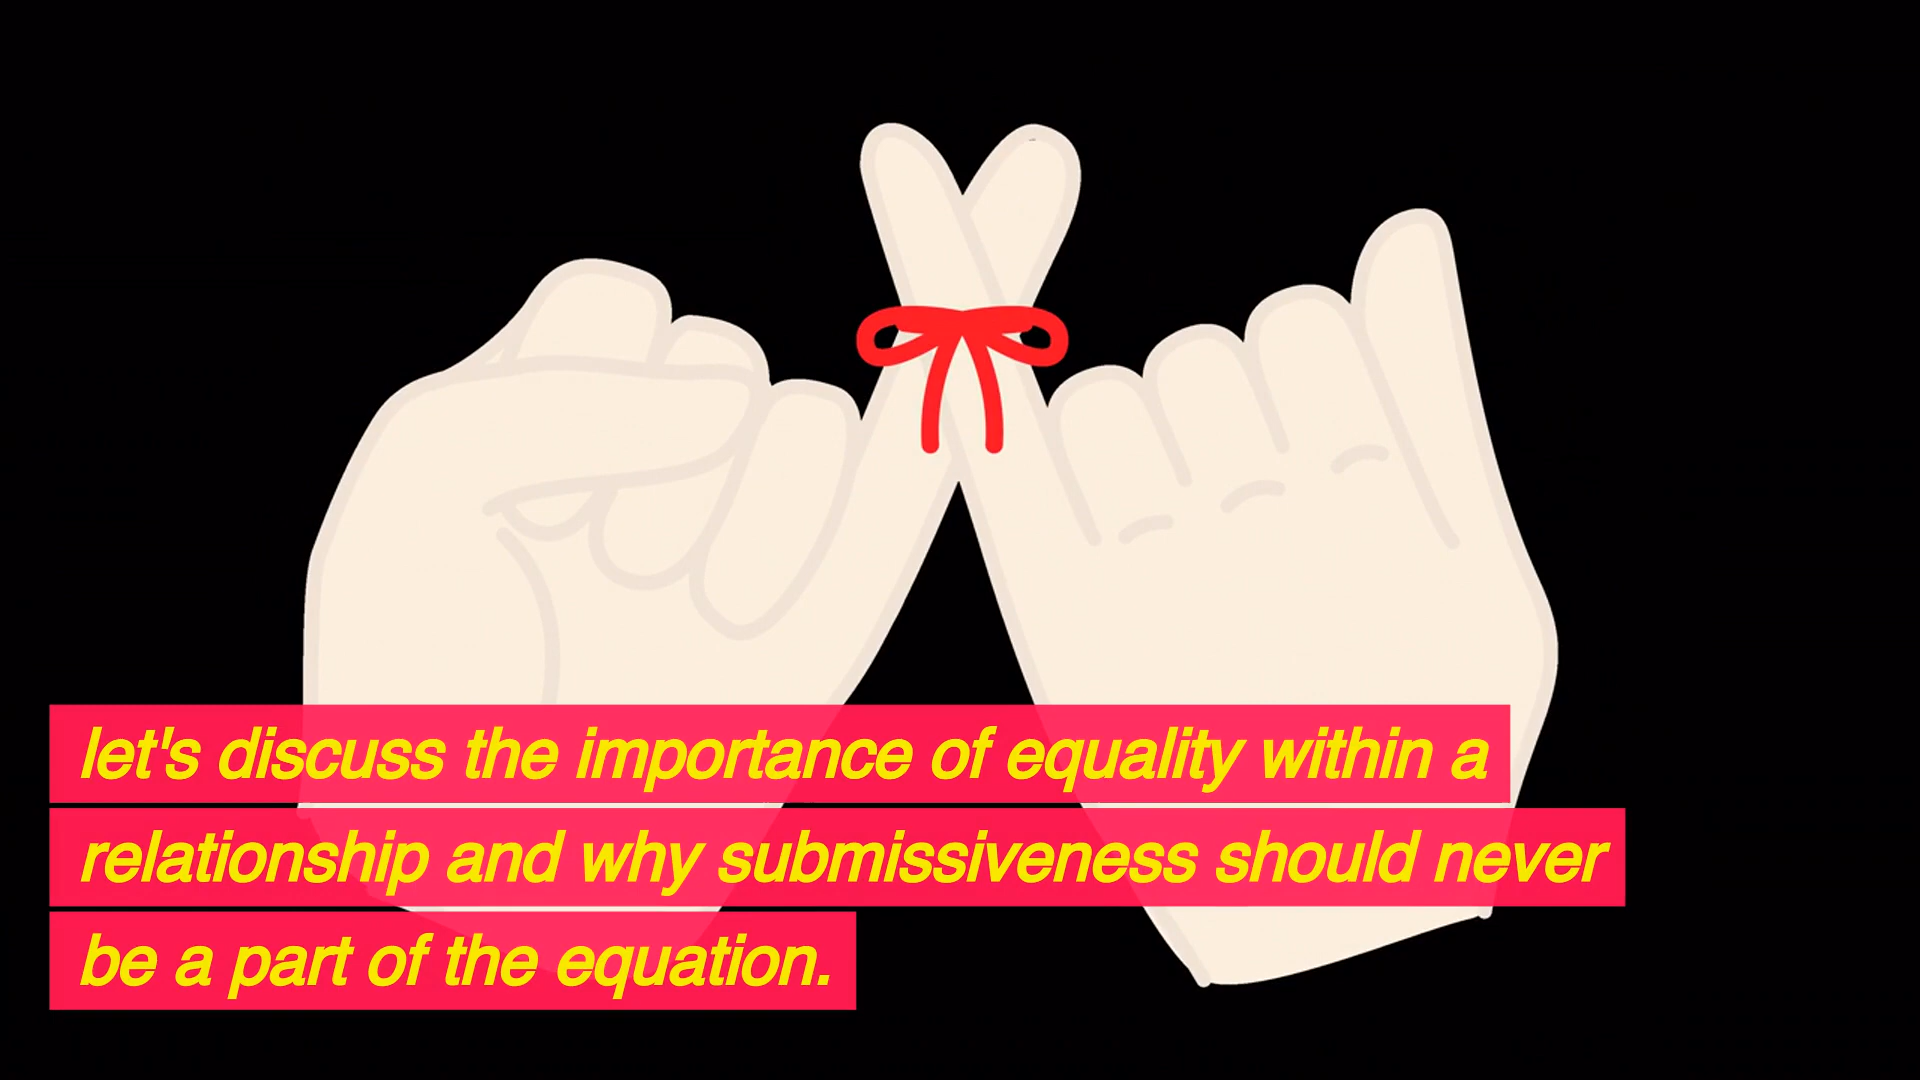 let's discuss the importance of equality within a
relationship and why submissiveness should never
be a part of the equation.